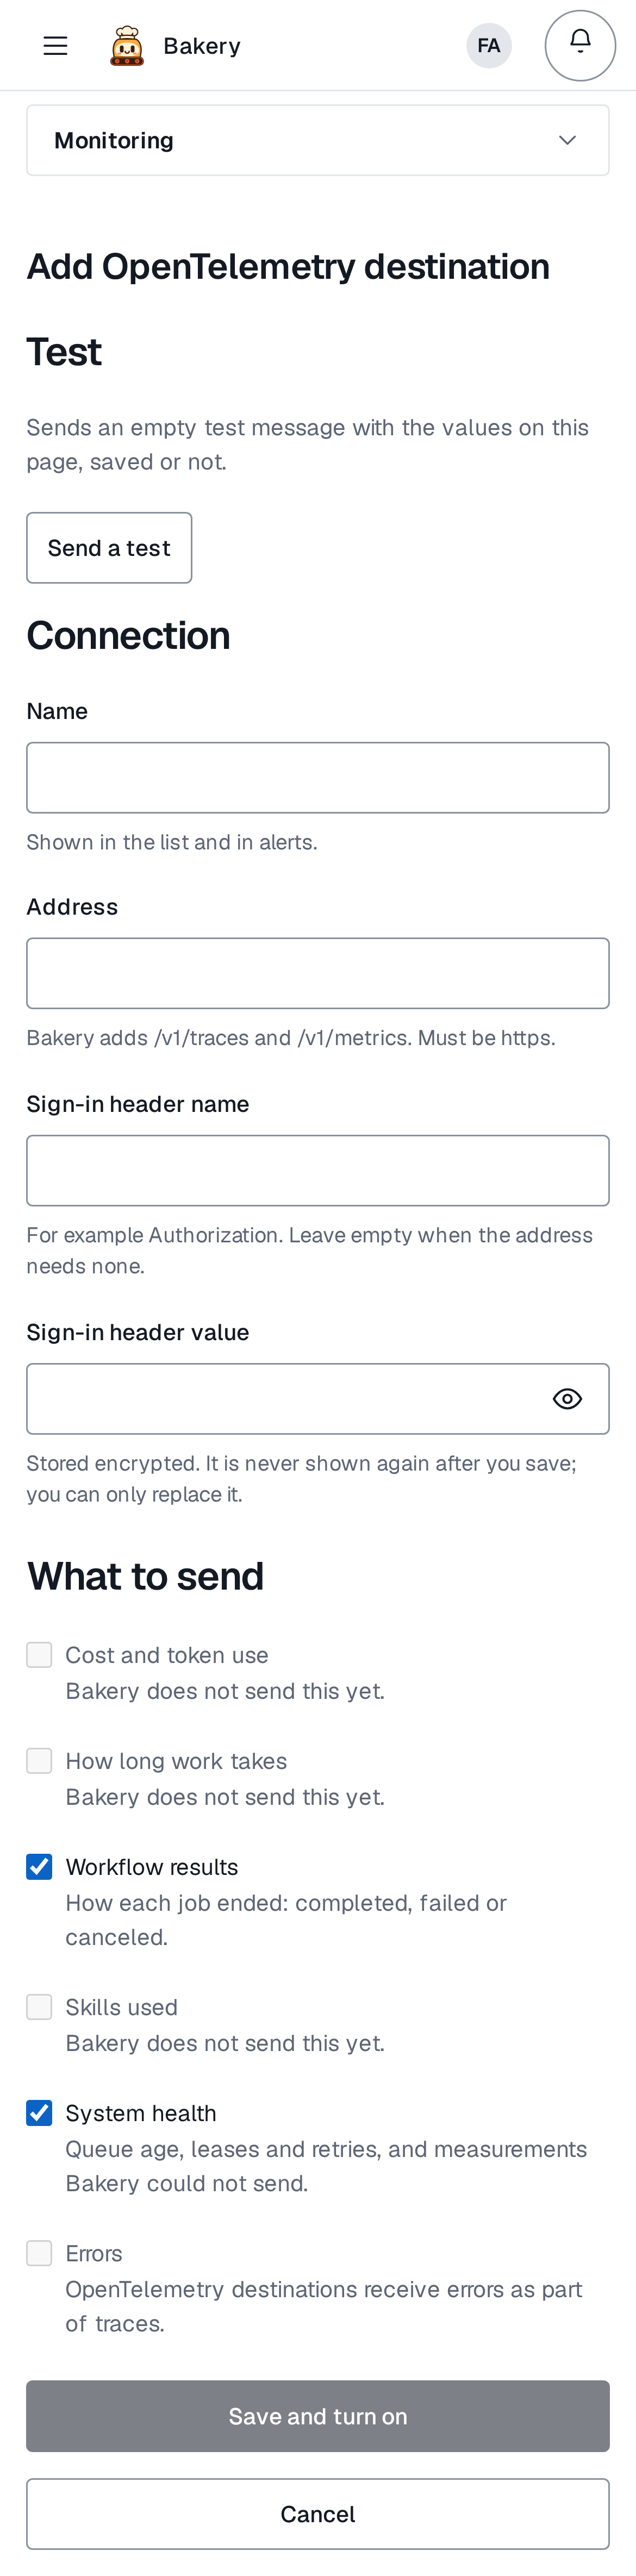 Bakery
FA
Monitoring
Add OpenTelemetry destination
Test
Sends an empty test message with the values on this
page, saved or not.
Send a test
Connection
Name
Shown in the list and in alerts.
Address
Bakery adds /v1/traces and /v1/metrics. Must be https.
Sign-in header name
For example Authorization. Leave empty when the address
needs none.
Sign-in header value
Stored encrypted. It is never shown again after you save;
you can only replace it.
What to send
Cost and token use
Bakery does not send this yet.
How long work takes
Bakery does not send this yet.
Workflow results
How each job ended: completed, failed or
canceled.
Skills used
Bakery does not send this yet.
System health
Queue age, leases and retries, and measurements
Bakery could not send.
Errors
OpenTelemetry destinations receive errors as part
of traces.
Save and turn on
Cancel